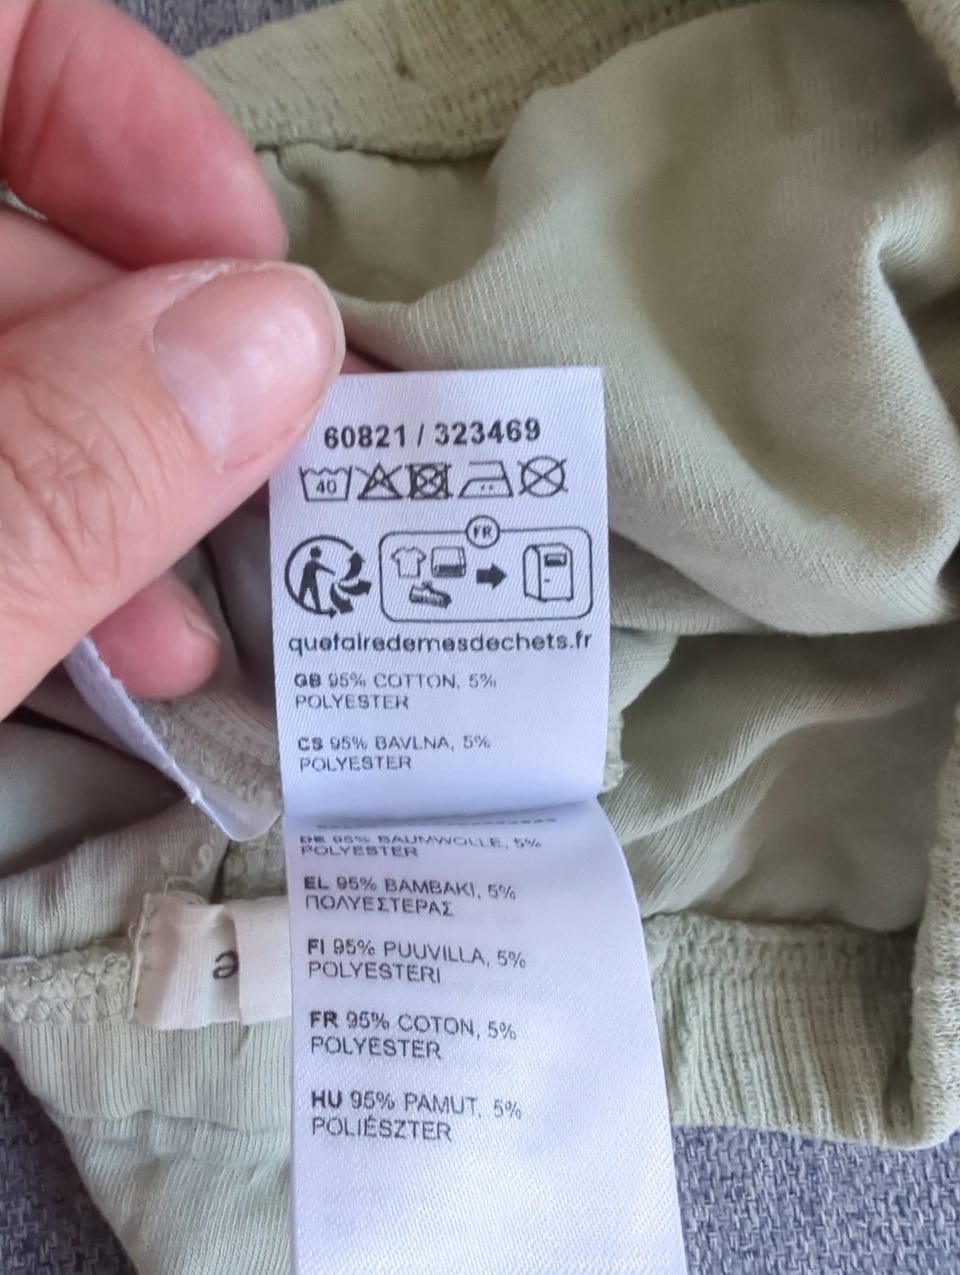 60821 / 323469
40
FR
quefairedemesdechets.fr
GB 95% COTTON, 5%
POLYESTER
CS 95% BAVLNA, 5%
POLYESTER
DE 95% BAUMWOLLE, 5%
POLYESTER
EL 95% ΒΑΜΒΑΚΙ, 5%
ΠΟΛΥΕΣΤΕΡΑΣ
FI 95% PUUVILLA, 5%
POLYESTERI
FR 95% COTON, 5%
POLYESTER
HU 95% PAMUT, 5%
POLIÉSZTER